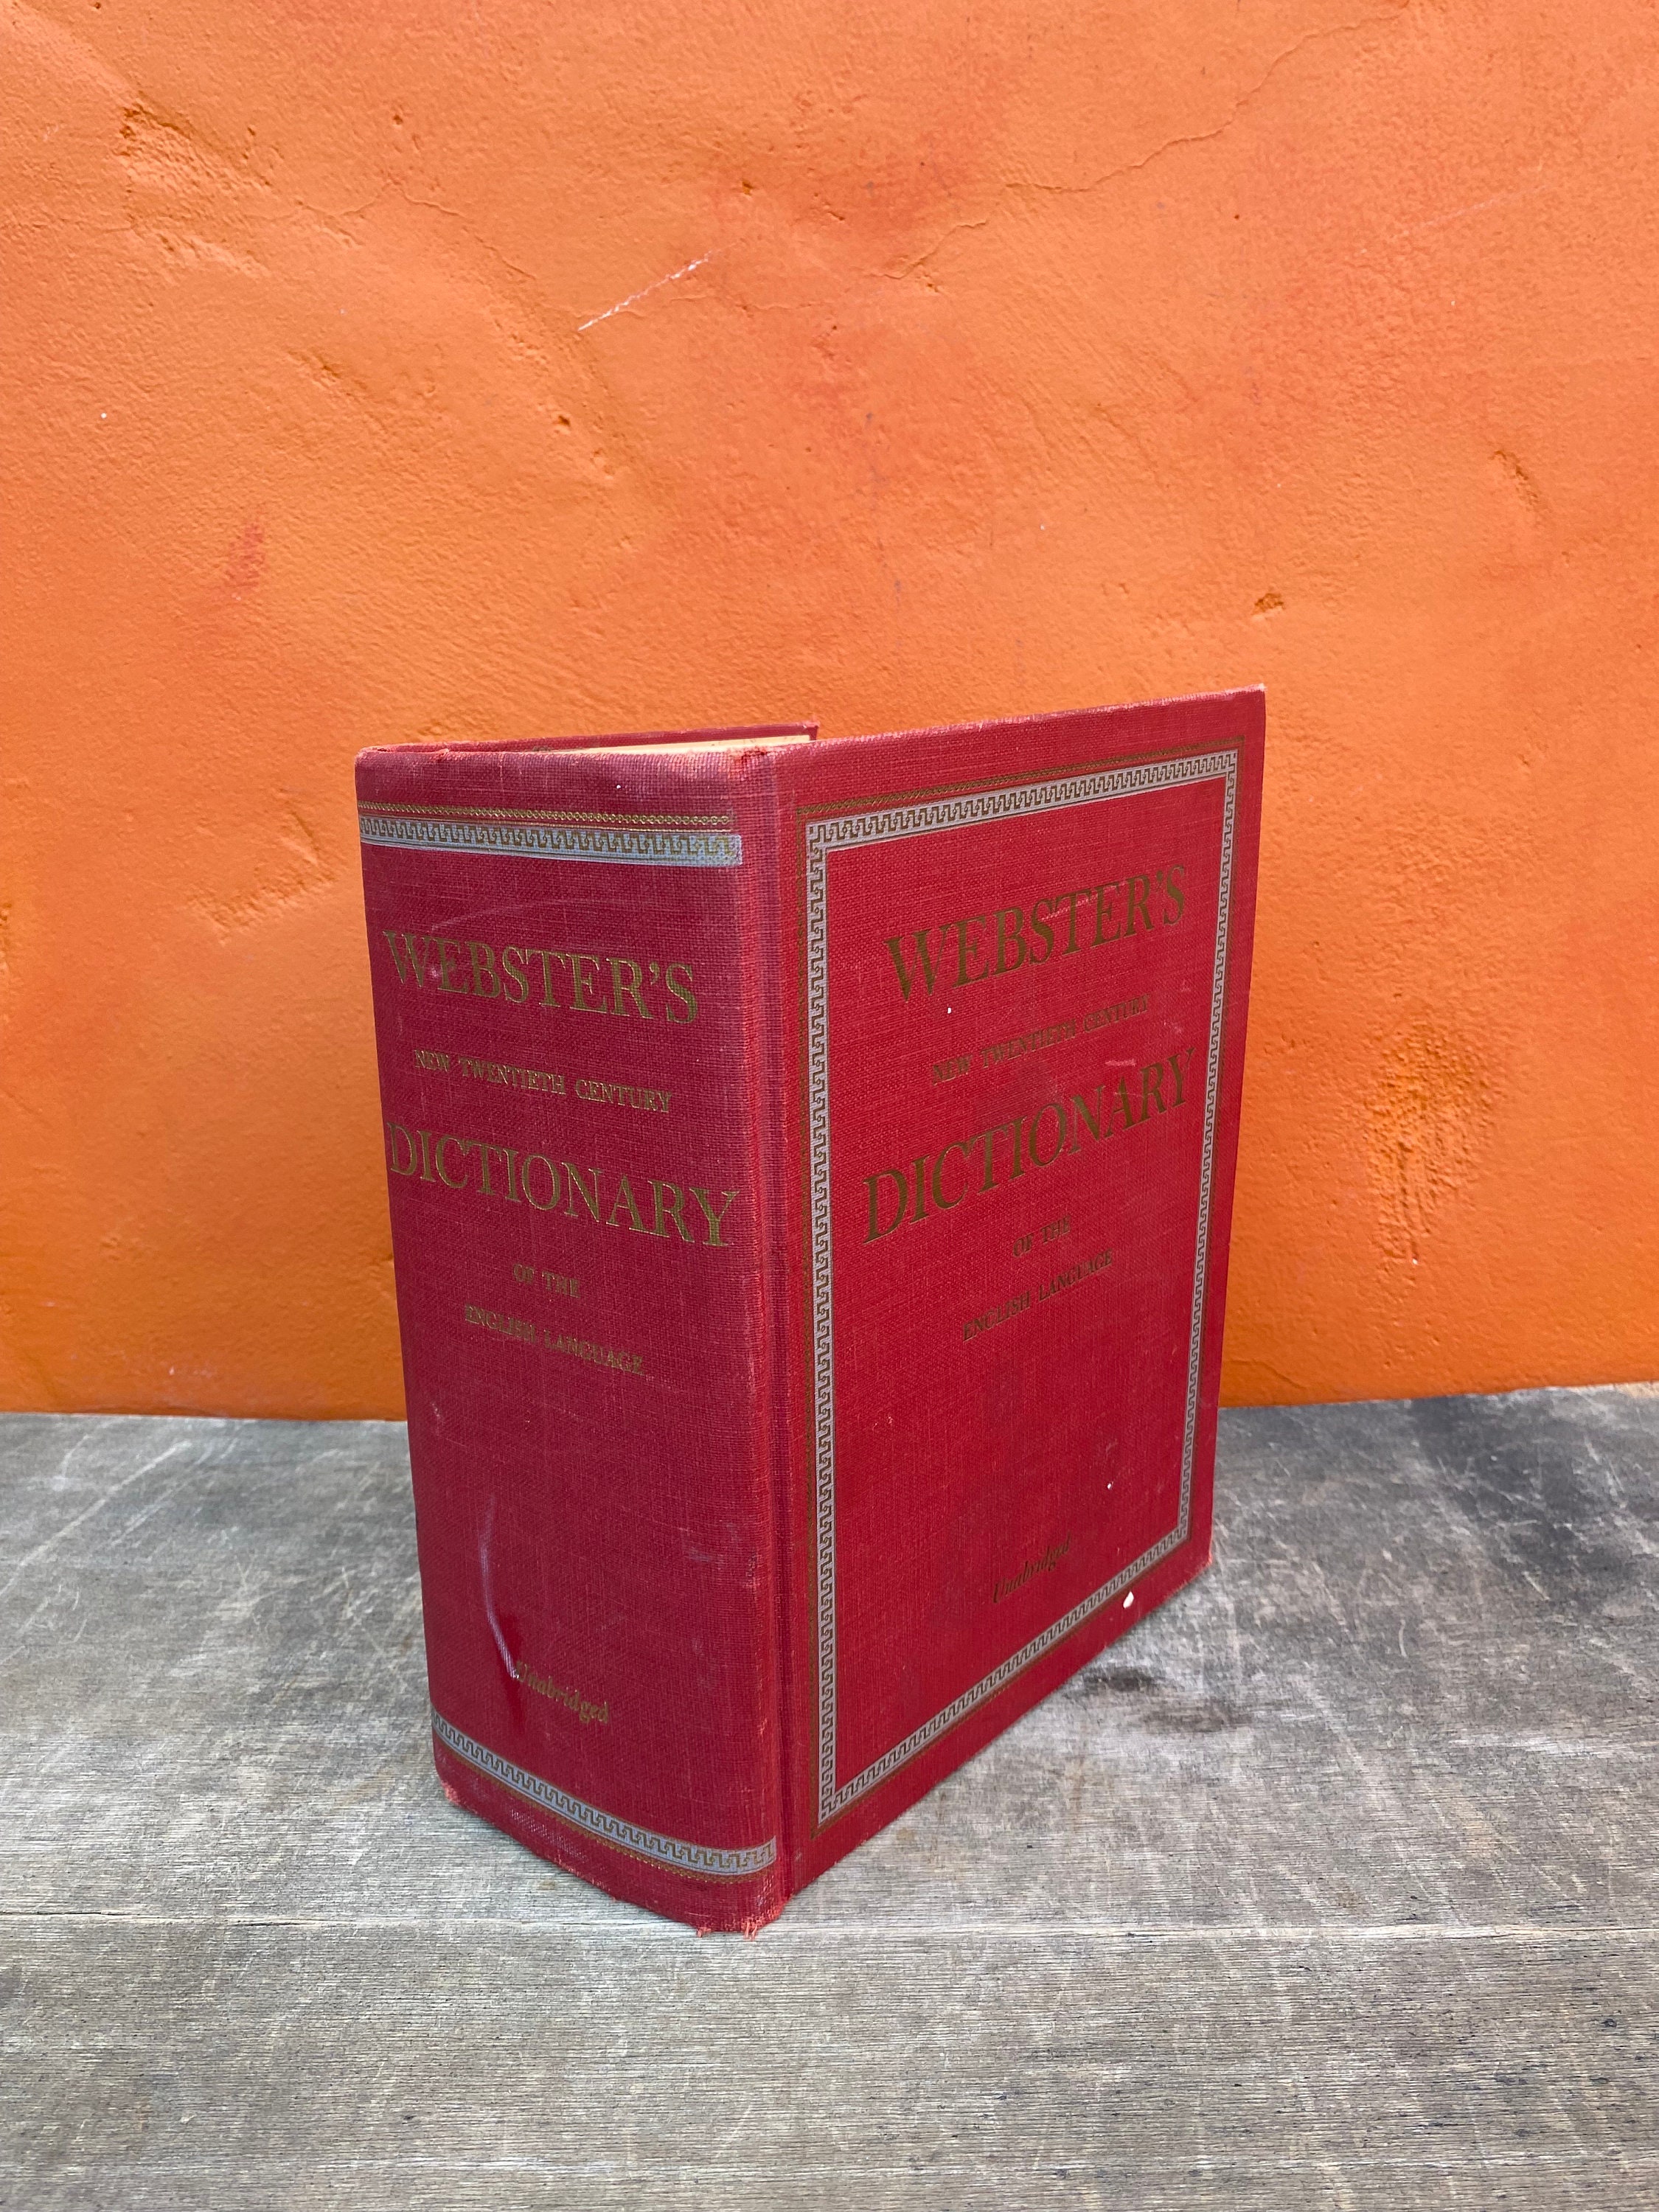 WEBSTER'S
NEW TWENTIETH CENTURY
DICTIONARY
OF THE
ENGLISH LANGUAGE
Unabridged
WEBSTER'S
NEW TWENTIETH CENTURY
DICTIONARY
OF THE
ENGLISH LANGUAGE
Unabridged